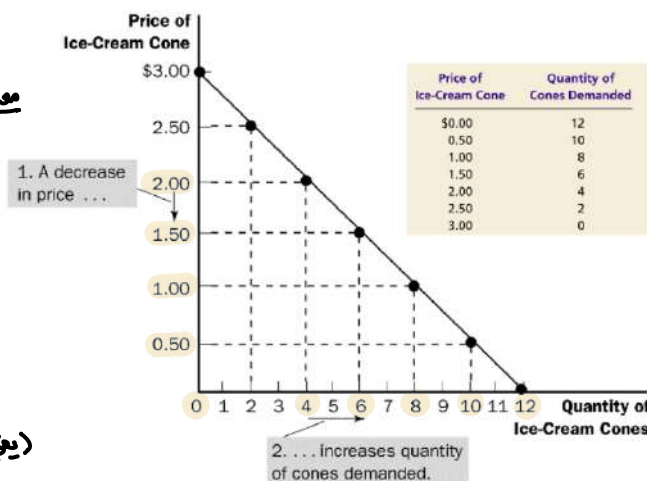 Price of
Ice-Cream Cone
$3.00
2.50
2.00
1.50
1.00
0.50
1. A decrease
in price ...
Price of Ice-Cream Cone Quantity of Cones Demanded
$0.00 12
0.50 10
1.00 8
1.50 6
2.00 4
2.50 2
3.00 0
0 1 2 3 4 5 6 7 8 9 10 11 12
Quantity of
Ice-Cream Cones
2. ... increases quantity
of cones demanded.